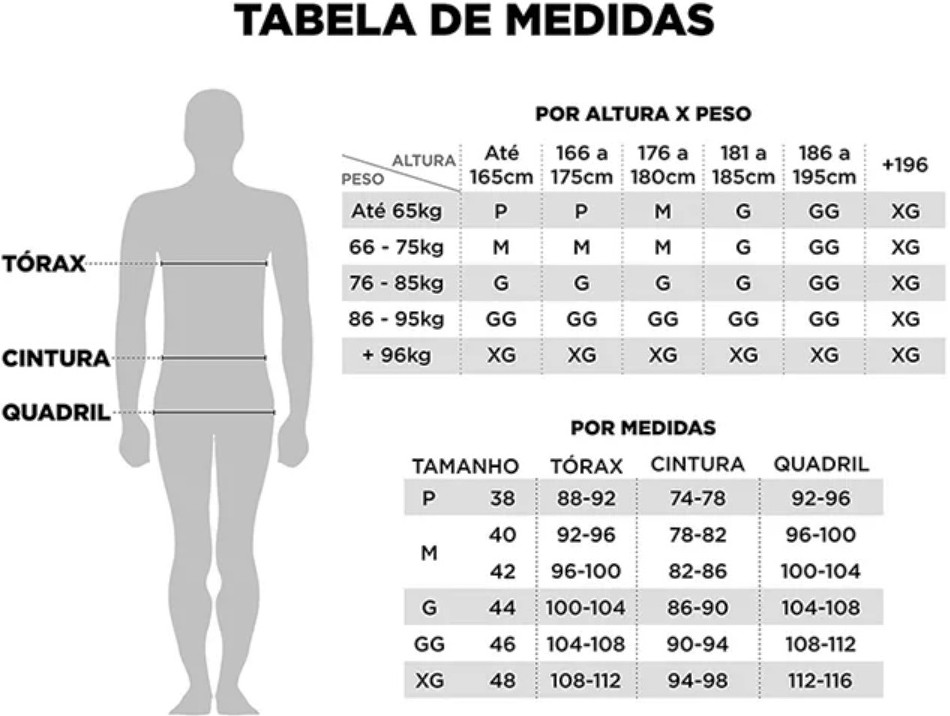 TABELA DE MEDIDAS
TÓRAX
CINTURA
QUADRIL
POR ALTURA X PESO
ALTURA
PESO
Até 165cm 166 a 175cm 176 a 180cm 181 a 185cm 186 a 195cm +196
Até 65kg P P M G GG XG
66 - 75kg M M M G GG XG
76 - 85kg G G G G GG XG
86 - 95kg GG GG GG GG GG XG
+ 96kg XG XG XG XG XG XG
POR MEDIDAS
TAMANHO TÓRAX CINTURA QUADRIL
P 38 88-92 74-78 92-96
M
40 92-96 78-82 96-100
42 96-100 82-86 100-104
G 44 100-104 86-90 104-108
GG 46 104-108 90-94 108-112
XG 48 108-112 94-98 112-116